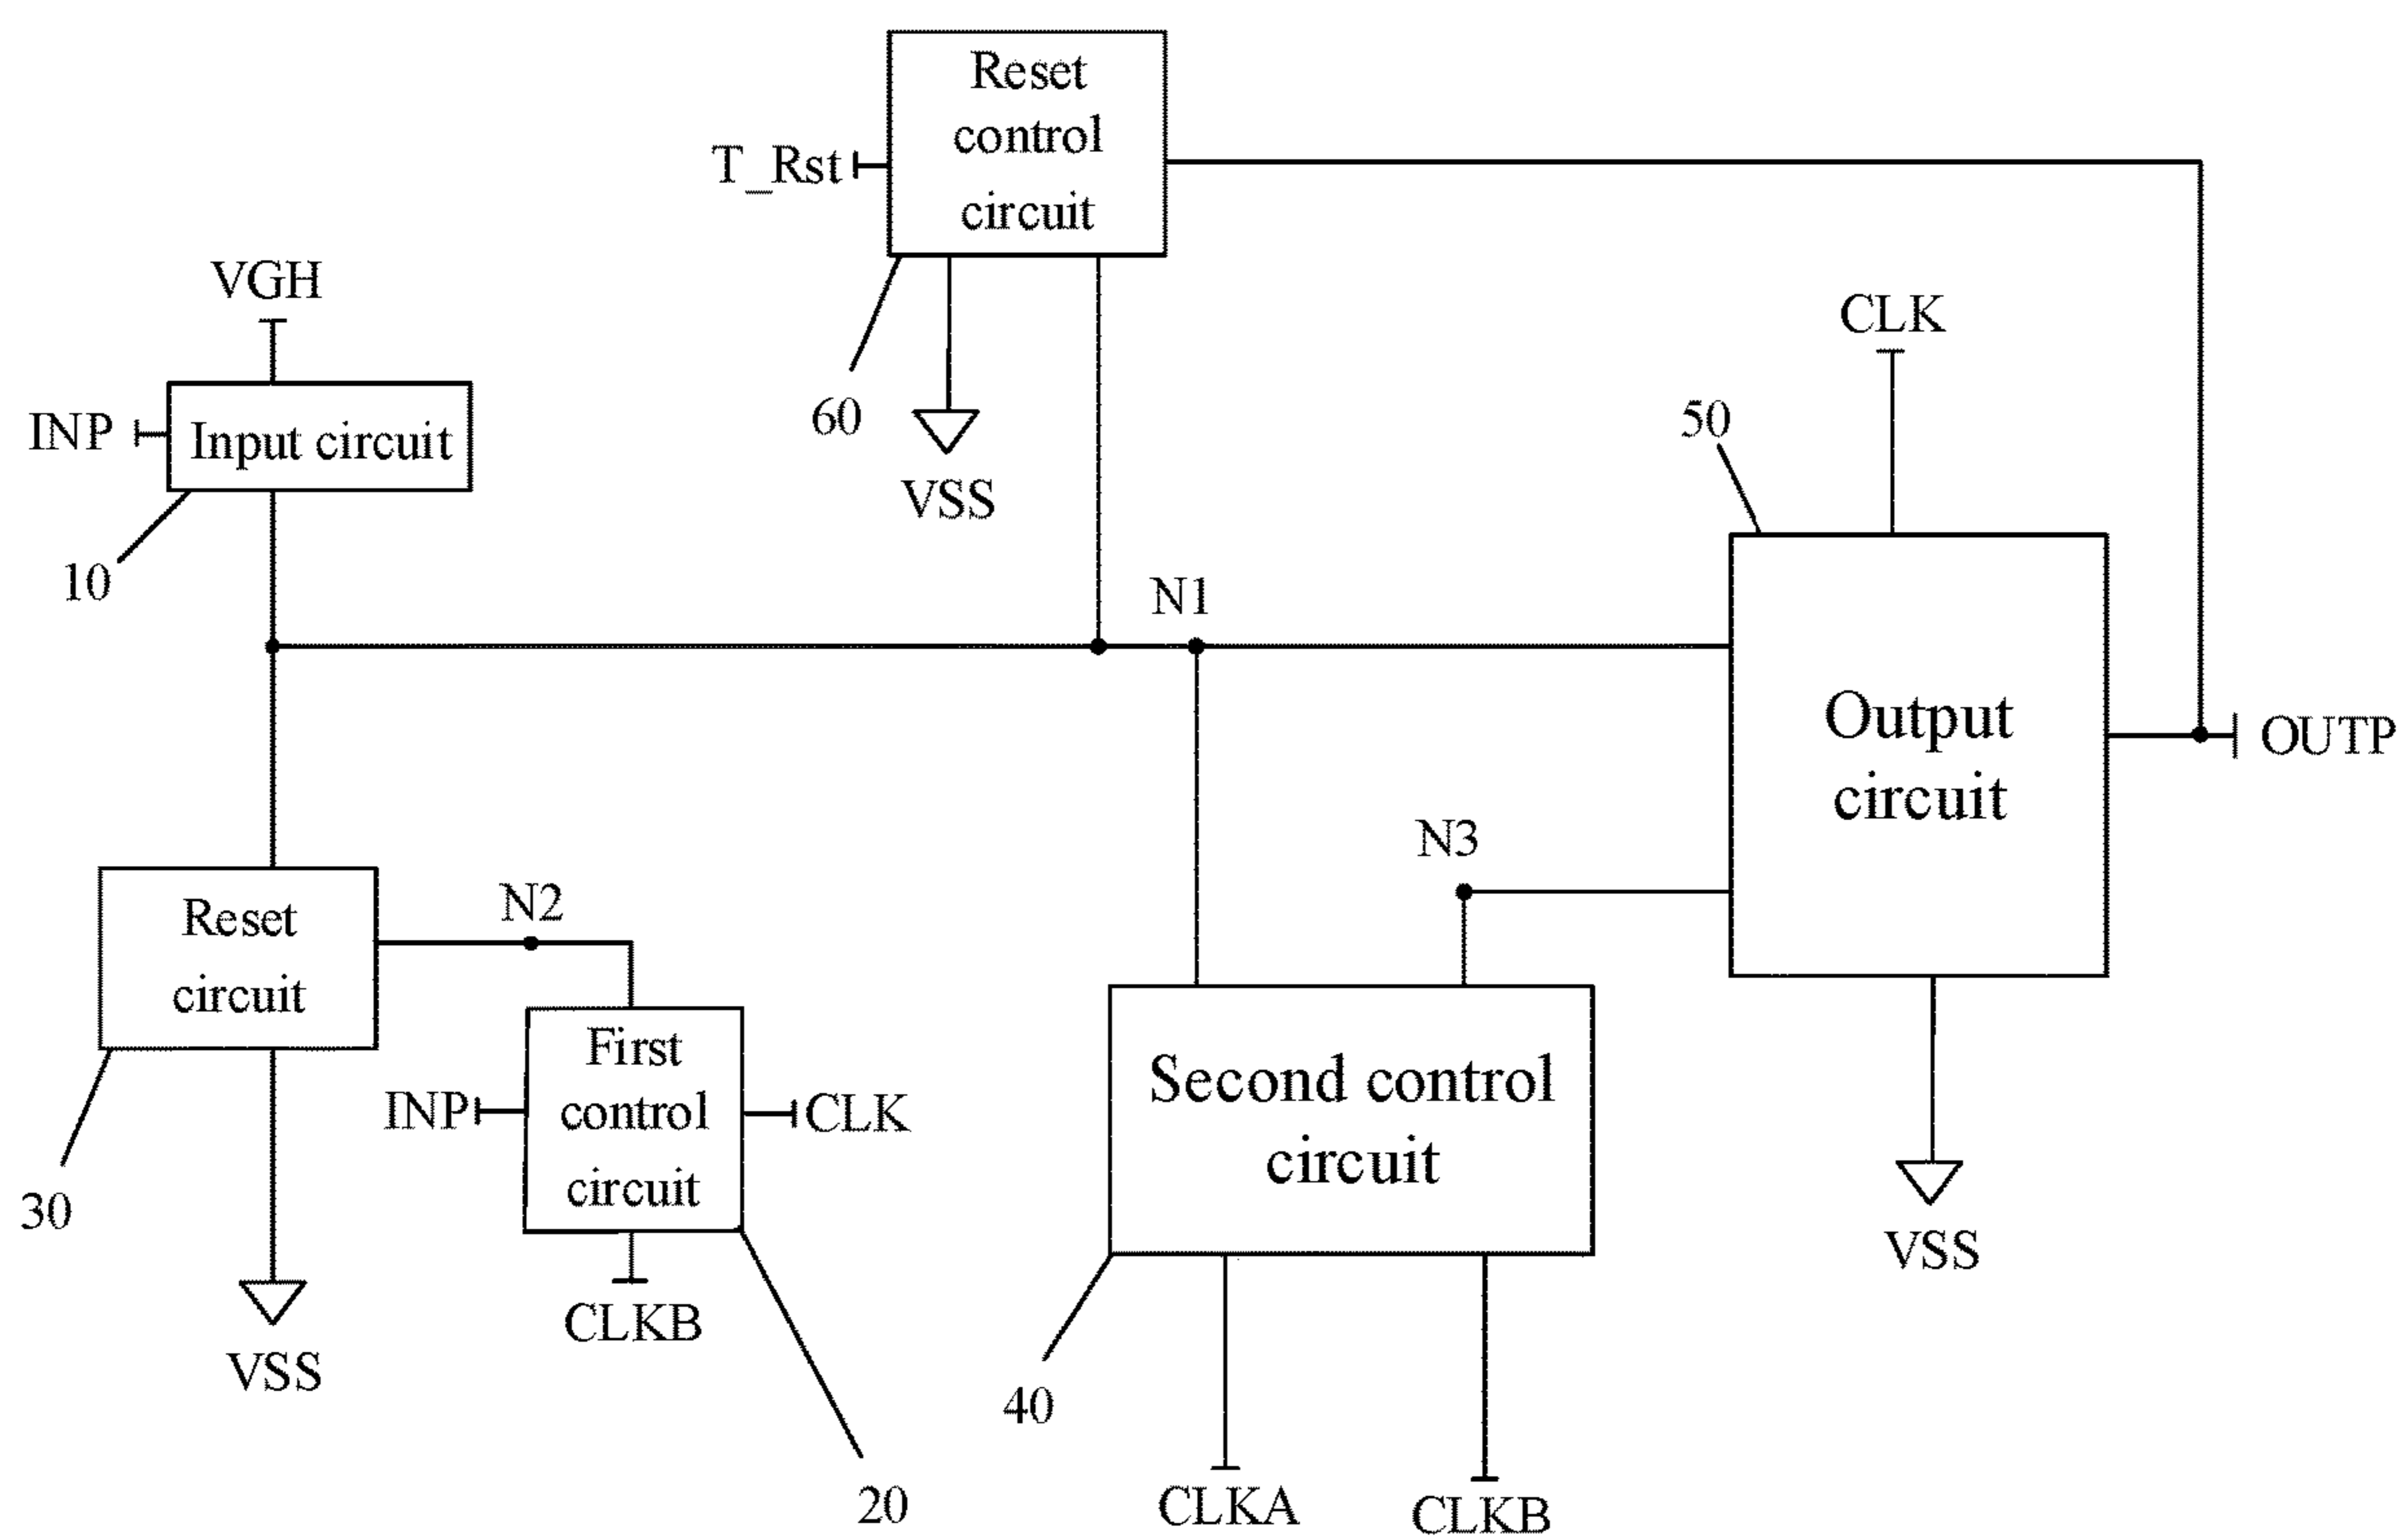 Reset
control
circuit
T_Rst
VGH
CLK
INP
Input circuit
60
50
VSS
10
N1
Output
circuit
OUTP
N3
N2
Reset
circuit
First
control
circuit
INP
CLK
Second control
circuit
30
VSS
CLKB
VSS
40
20
CLKA
CLKB